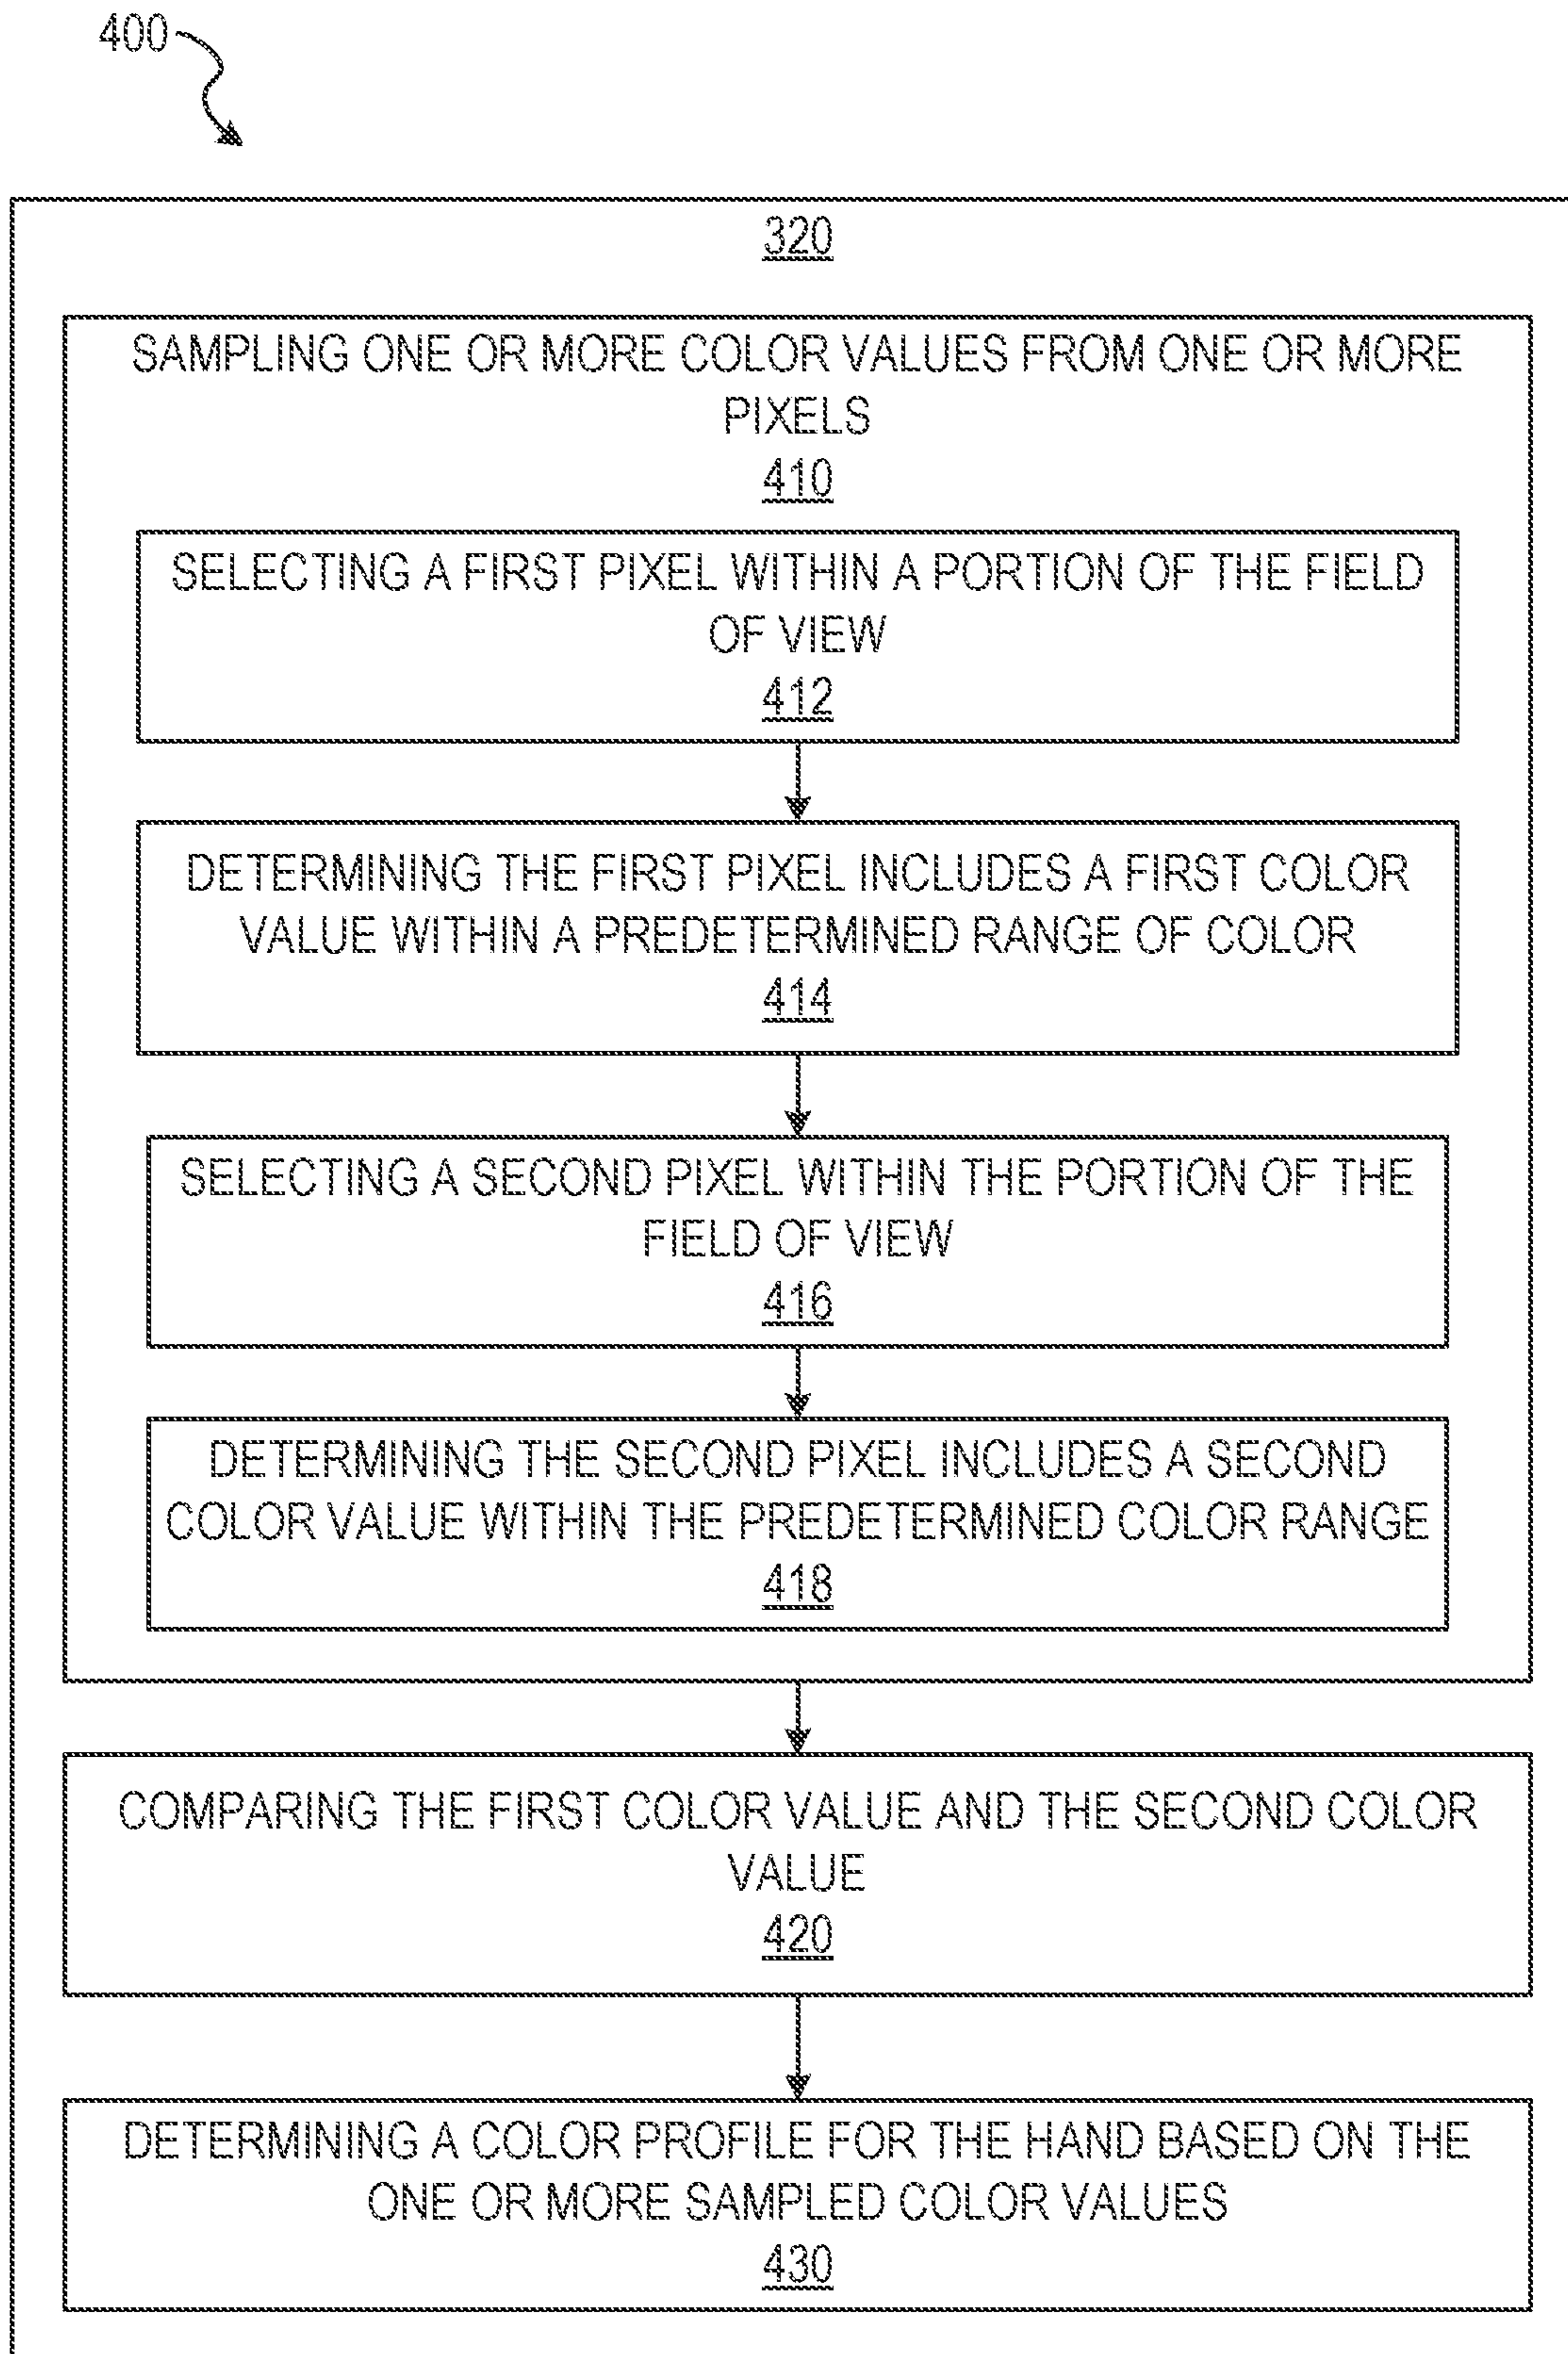 400
320
SAMPLING ONE OR MORE COLOR VALUES FROM ONE OR MORE
PIXELS
410
SELECTING A FIRST PIXEL WITHIN A PORTION OF THE FIELD
OF VIEW
412
DETERMINING THE FIRST PIXEL INCLUDES A FIRST COLOR
VALUE WITHIN A PREDETERMINED RANGE OF COLOR
414
SELECTING A SECOND PIXEL WITHIN THE PORTION OF THE
FIELD OF VIEW
416
DETERMINING THE SECOND PIXEL INCLUDES A SECOND
COLOR VALUE WITHIN THE PREDETERMINED COLOR RANGE
418
COMPARING THE FIRST COLOR VALUE AND THE SECOND COLOR
VALUE
420
DETERMINING A COLOR PROFILE FOR THE HAND BASED ON THE
ONE OR MORE SAMPLED COLOR VALUES
430